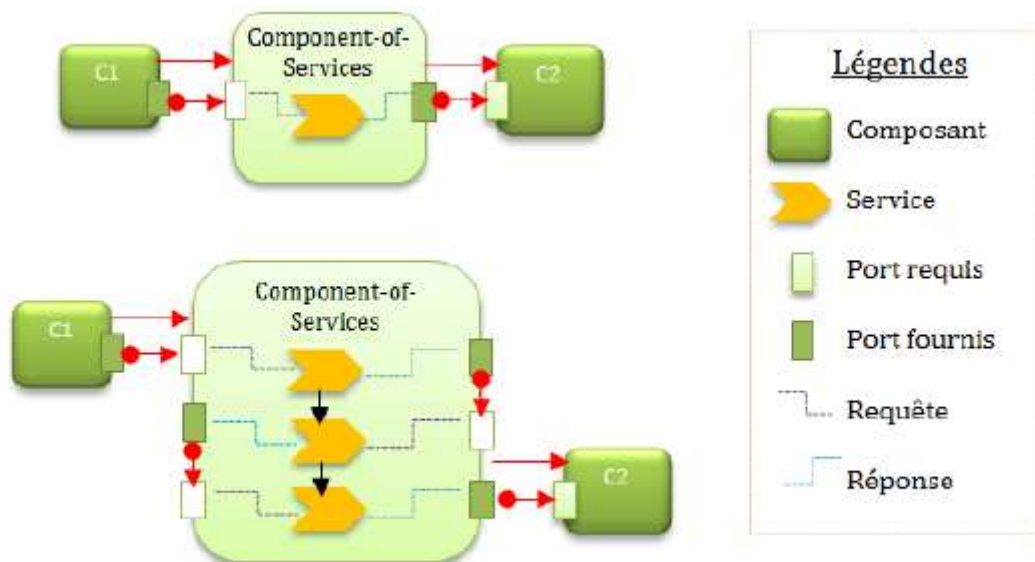 C1
Component-of-
Services
C2
Légendes
Composant
Service
Port requis
Port fournis
Requête
Réponse
C1
Component-of-
Services
C2